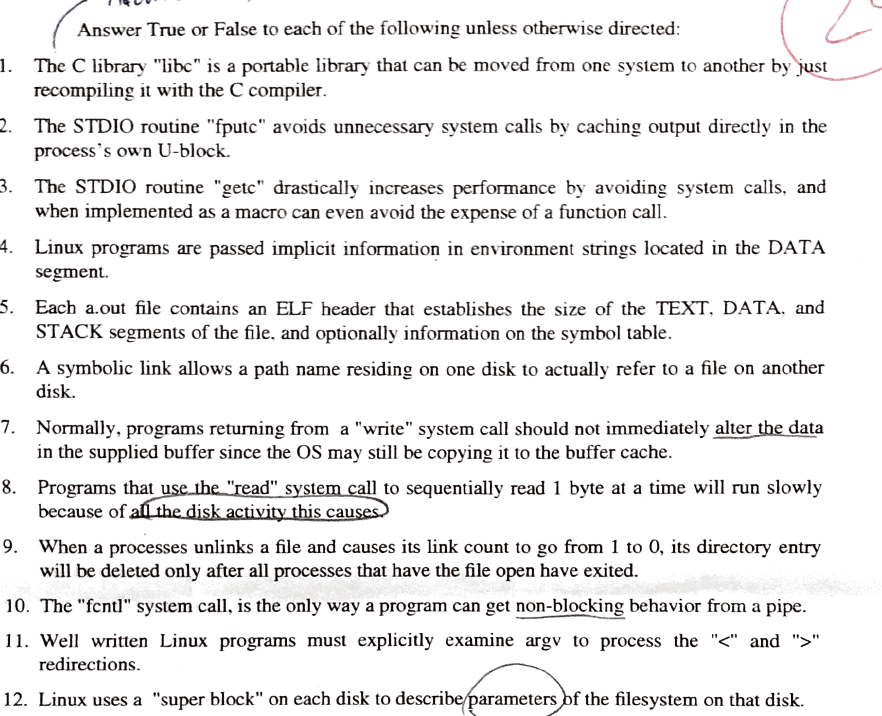 Answer True or False to each of the following unless otherwise directed:
1. The C library "libc" is a portable library that can be moved from one system to another by just
recompiling it with the C compiler.
2. The STDIO routine "fputc" avoids unnecessary system calls by caching output directly in the
process's own U-block.
3. The STDIO routine "getc" drastically increases performance by avoiding system calls, and
when implemented as a macro can even avoid the expense of a function call.
4. Linux programs are passed implicit information in environment strings located in the DATA
segment.
5. Each a.out file contains an ELF header that establishes the size of the TEXT, DATA, and
STACK segments of the file, and optionally information on the symbol table.
6. A symbolic link allows a path name residing on one disk to actually refer to a file on another
disk.
7. Normally, programs returning from a "write" system call should not immediately alter the data
in the supplied buffer since the OS may still be copying it to the buffer cache.
8. Programs that use the "read" system call to sequentially read 1 byte at a time will run slowly
because of all the disk activity this causes.
9. When a processes unlinks a file and causes its link count to go from 1 to 0, its directory entry
will be deleted only after all processes that have the file open have exited.
10. The "fcntl" system call, is the only way a program can get non-blocking behavior from a pipe.
11. Well written Linux programs must explicitly examine argv to process the "<" and ">"
redirections.
12. Linux uses a "super block" on each disk to describe parameters of the filesystem on that disk.